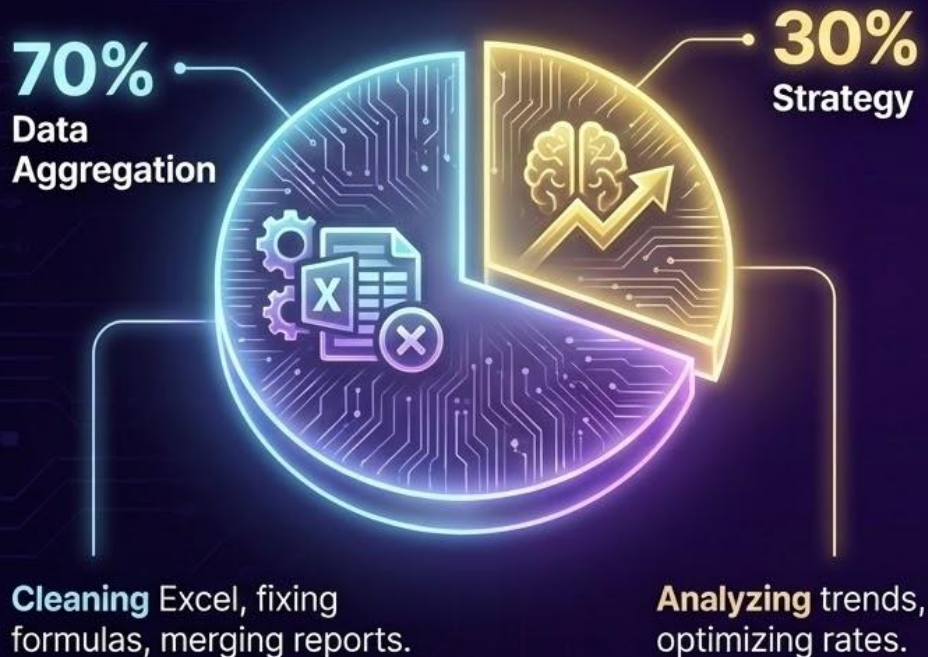 70%
Data
Aggregation
30%
Strategy
X
Cleaning Excel, fixing
formulas, merging reports.
Analyzing trends,
optimizing rates.